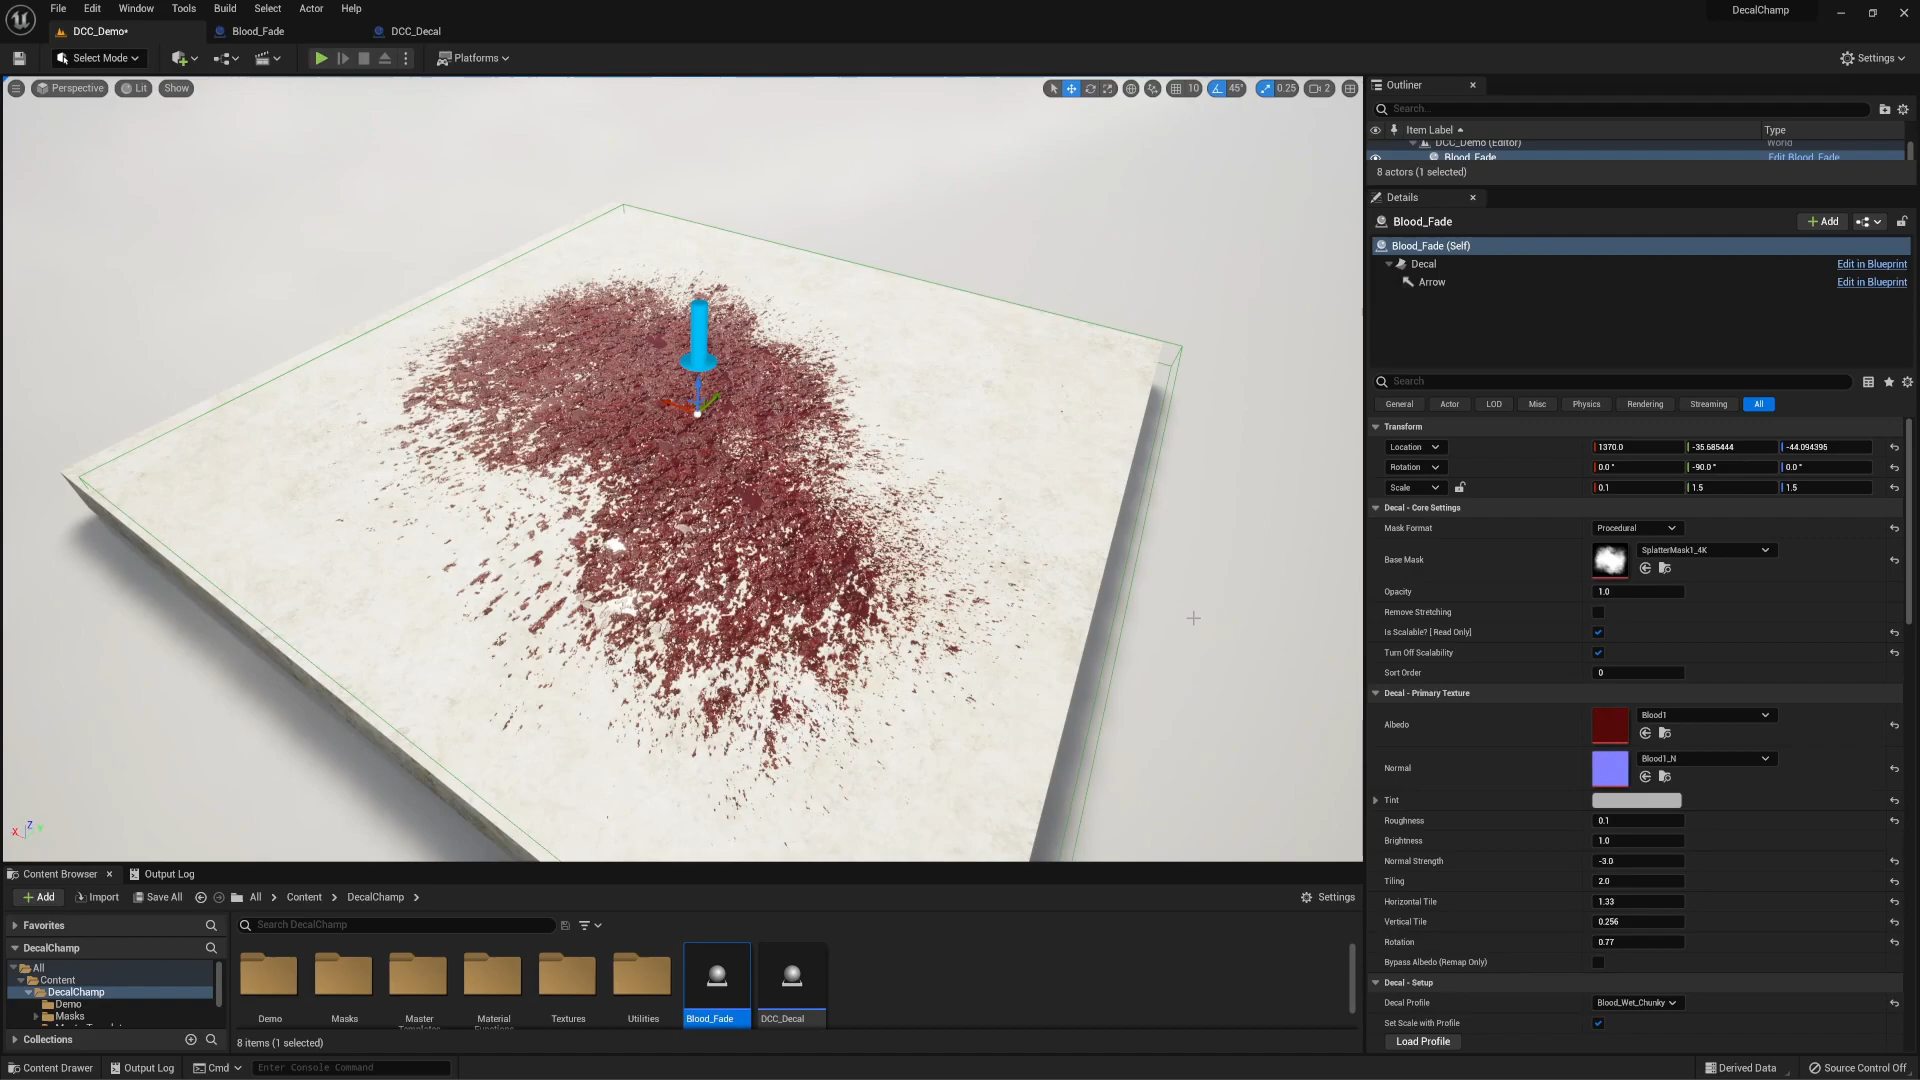 File Edit Window Tools Build Select Actor Help
DecalChamp
DCC_Demo* Blood_Fade DCC_Decal
Select Mode Platforms Settings
Perspective Lit Show 10 45° 0.25 2
Outliner
Search...
Item Label Type
DCC_Demo (Editor) World
Blood_Fade Edit Blood_Fade
8 actors (1 selected)
Details
Blood_Fade Add
Blood_Fade (Self)
Decal Edit in Blueprint
Arrow Edit in Blueprint
Search
General Actor LOD Misc Physics Rendering Streaming All
Transform
Location 1370.0 -35.685444 -44.094395
Rotation 0.0 ° -90.0 ° 0.0 °
Scale 0.1 1.5 1.5
Decal - Core Settings
Mask Format Procedural
Base Mask SplatterMask1_4K
Opacity 1.0
Remove Stretching
Is Scalable? [ Read Only]
Turn Off Scalability
Sort Order 0
Decal - Primary Texture
Albedo Blood1
Normal Blood1_N
Tint
Roughness 0.1
Brightness 1.0
Normal Strength -3.0
Tiling 2.0
Horizontal Tile 1.33
Vertical Tile 0.256
Rotation 0.77
Bypass Albedo (Remap Only)
Decal - Setup
Decal Profile Blood_Wet_Chunky
Set Scale with Profile
Load Profile
X Z
Content Browser Output Log
Add Import Save All All Content DecalChamp Settings
Favorites
DecalChamp
All
Content
DecalChamp
Demo
Masks
Collections
Search DecalChamp
Demo Masks Master Material Textures Utilities Blood_Fade DCC_Decal
8 items (1 selected)
Content Drawer Output Log Cmd Enter Console Command Derived Data Source Control Off